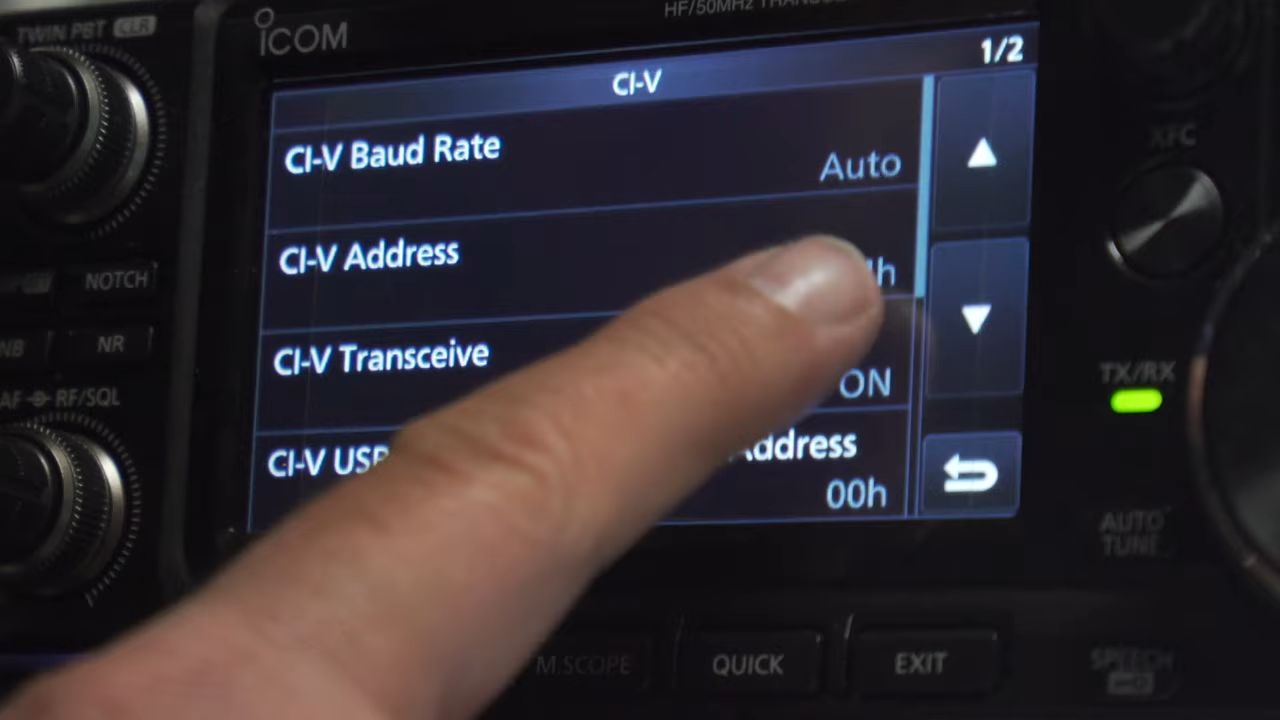 TWIN PBT CLR
ICOM
HF/50MHz
CI-V
1/2
CI-V Baud Rate
Auto
CI-V Address
h
CI-V Transceive
ON
CI-V USB
Address
00h
XFC
NOTCH
NB
NR
AF RF/SQL
TX/RX
AUTO
TUNE
M.SCOPE
QUICK
EXIT
SPEECH